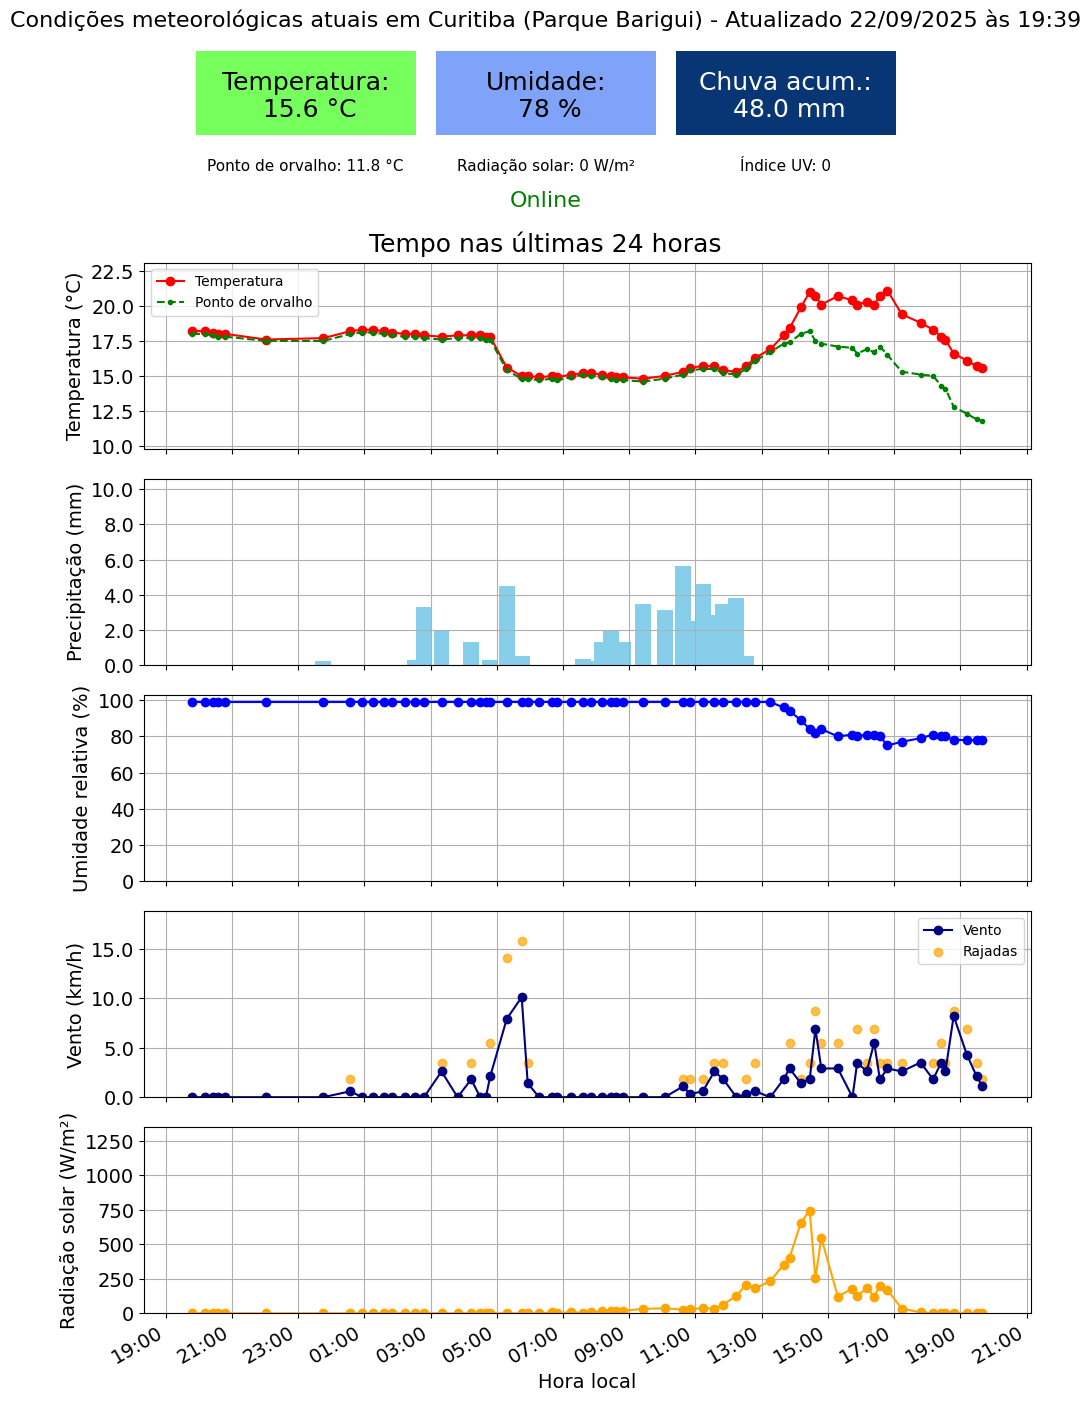 Condições meteorológicas atuais em Curitiba (Parque Barigui) - Atualizado 22/09/2025 às 19:39
Temperatura:
15.6 °C
Umidade:
78 %
Chuva acum.:
48.0 mm
Ponto de orvalho: 11.8 °C
Radiação solar: 0 W/m²
Índice UV: 0
Online
Tempo nas últimas 24 horas
Temperatura (°C)
22.5
20.0
17.5
15.0
12.5
10.0
Temperatura
Ponto de orvalho
Precipitação (mm)
10.0
8.0
6.0
4.0
2.0
0.0
Umidade relativa (%)
100
80
60
40
20
0
Vento (km/h)
15.0
10.0
5.0
0.0
Vento
Rajadas
Radiação solar (W/m²)
1250
1000
750
500
250
0
19:00
21:00
23:00
01:00
03:00
05:00
07:00
09:00
11:00
13:00
15:00
17:00
19:00
21:00
Hora local